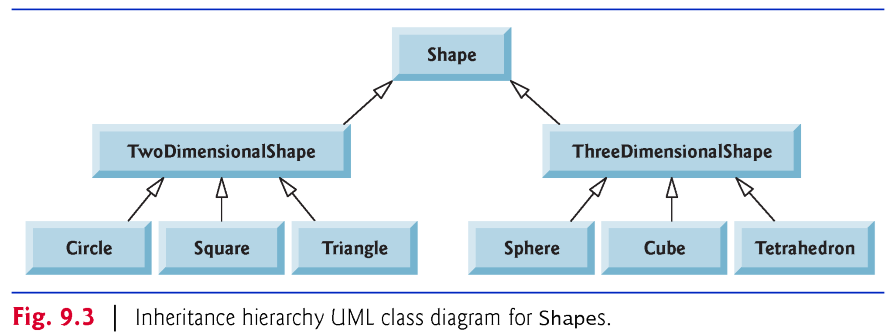 Shape
TwoDimensionalShape
ThreeDimensionalShape
Circle
Square
Triangle
Sphere
Cube
Tetrahedron
Fig. 9.3 | Inheritance hierarchy UML class diagram for Shapes.